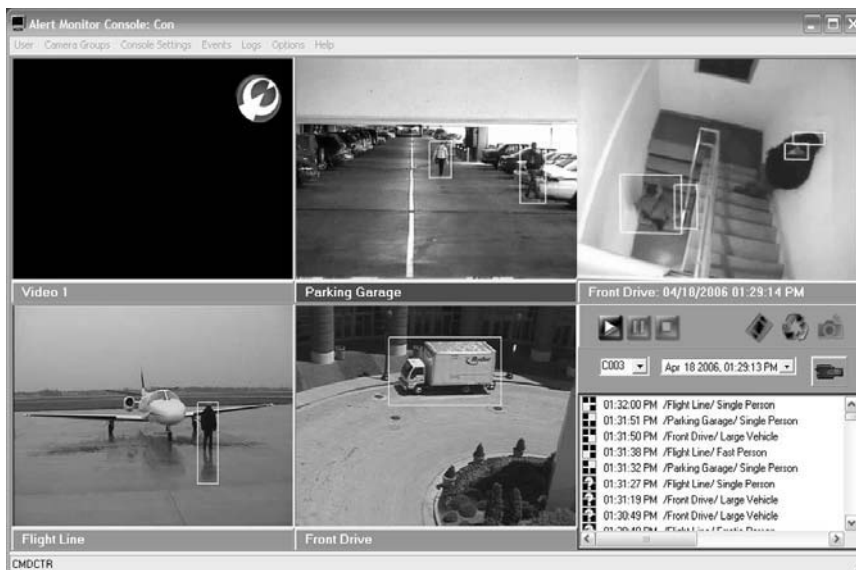 Alert Monitor Console: Con
User Camera Groups Console Settings Events Logs Options Help
Video 1
Parking Garage
Front Drive: 04/18/2006 01:29:14 PM
C003
Apr 18 2006, 01:29:13 PM
01:32:00 PM /Flight Line/ Single Person
01:31:51 PM /Parking Garage/ Single Person
01:31:50 PM /Front Drive/ Large Vehicle
01:31:38 PM /Flight Line/ Fast Person
01:31:32 PM /Parking Garage/ Single Person
01:31:27 PM /Flight Line/ Single Person
01:31:19 PM /Front Drive/ Large Vehicle
01:30:49 PM /Front Drive/ Large Vehicle
Flight Line
Front Drive
CMDCTR